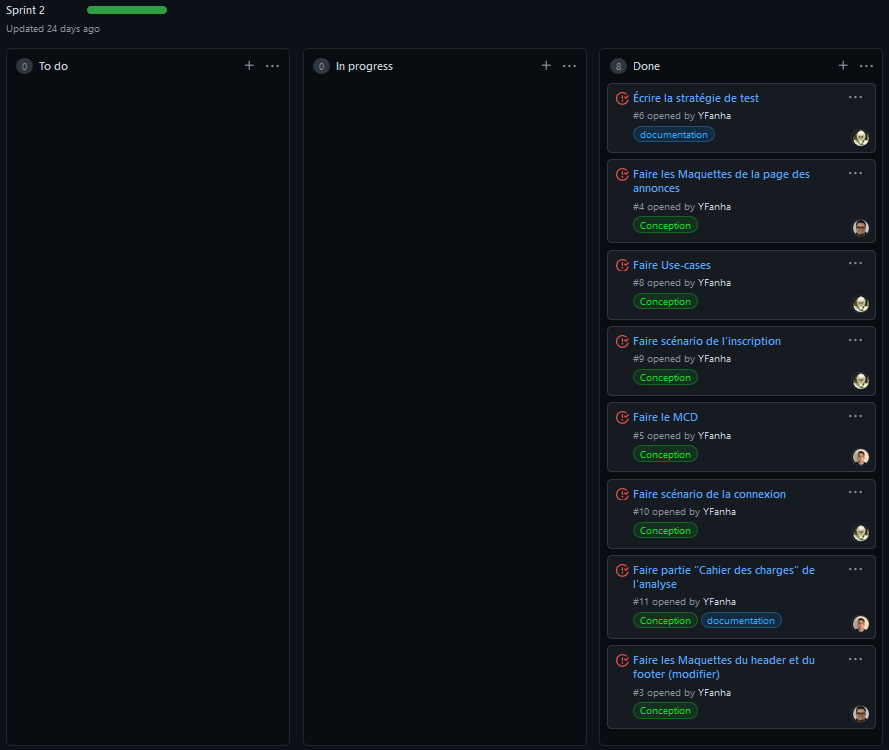 Sprint 2
Updated 24 days ago
0 To do
0 In progress
8 Done
Écrire la stratégie de test
#6 opened by YFanha
documentation
Faire les Maquettes de la page des
annonces
#4 opened by YFanha
Conception
Faire Use-cases
#8 opened by YFanha
Conception
Faire scénario de l'inscription
#9 opened by YFanha
Conception
Faire le MCD
#5 opened by YFanha
Conception
Faire scénario de la connexion
#10 opened by YFanha
Conception
Faire partie "Cahier des charges" de
l'analyse
#11 opened by YFanha
Conception documentation
Faire les Maquettes du header et du
footer (modifier)
#3 opened by YFanha
Conception